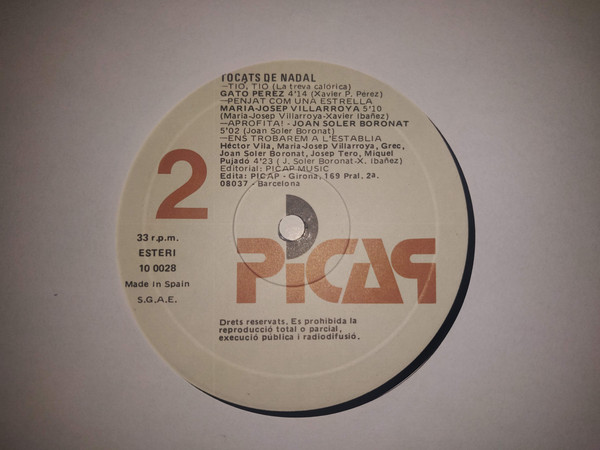 TOCATS DE NADAL
—TIÓ, TIÓ (La treva calórica)
GATO PEREZ 4'14 (Xavier P. Pérez)
—PENJAT COM UNA ESTRELLA
MARIA-JOSEP VILLARROYA 5'10
(Maria-Josep Villarroya-Xavier Ibañez)
—APROFITA! - JOAN SOLER BORONAT
5'02 (Joan Soler Boronat)
—ENS TROBAREM A L'ESTABLIA
Héctor Vila, Maria-Josep Villarroya, Grec,
Joan Soler Boronat, Josep Tero, Miquel
Pujadó 4'23 ( J. Soler Boronat-X. Ibañez)
Editorial: PICAP MUSIC
Edita: PICAP - Girona, 169 Pral. 2ª.
08037 - Barcelona
2
33 r.p.m.
ESTERI
10 0028
Made in Spain
S.G.A.E.
PiCAP
Drets reservats. Es prohibida la
reproducció total o parcial,
execució pública i radiodifusió.